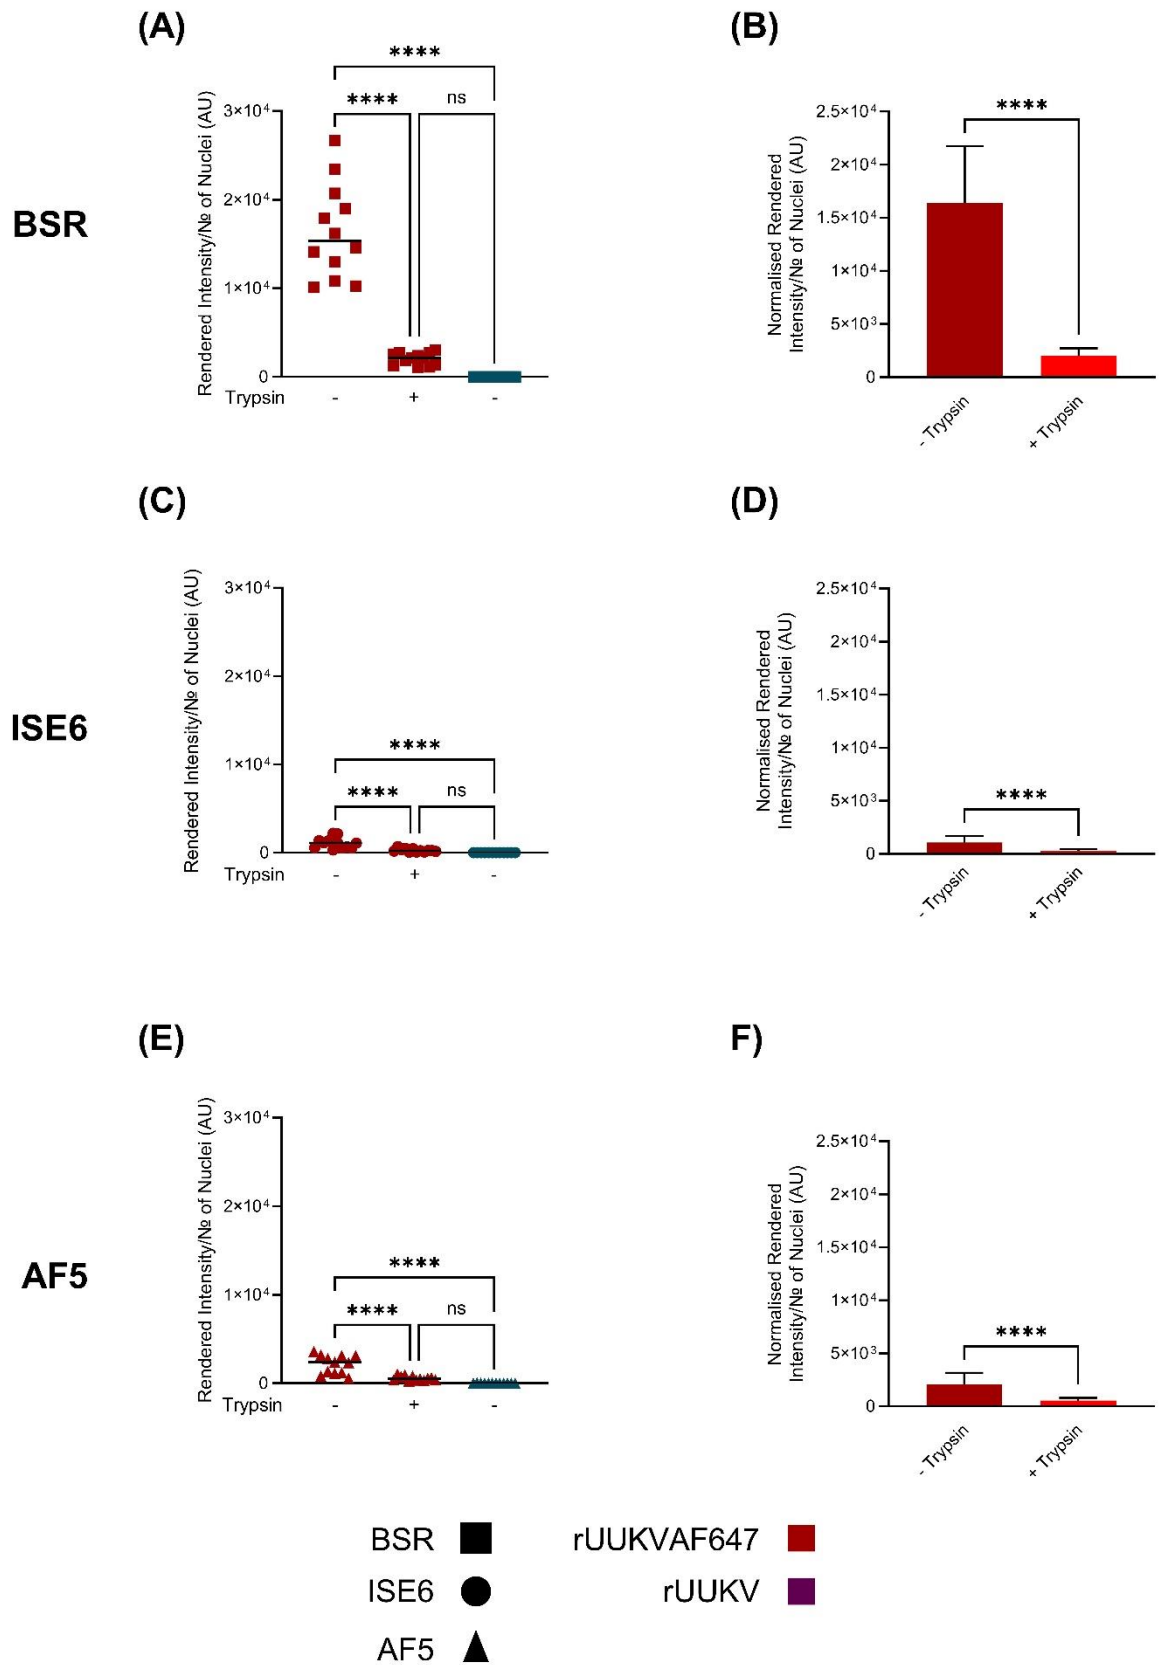 (A)
(B)
BSR
Rendered Intensity/№ of Nuclei (AU)
3×10⁴
2×10⁴
1×10⁴
0
****
****
ns
Trypsin - + -
Normalised Rendered
Intensity/№ of Nuclei (AU)
2.5×10⁴
2×10⁴
1.5×10⁴
1×10⁴
5×10³
0
****
- Trypsin
+ Trypsin
(C)
(D)
ISE6
Rendered Intensity/№ of Nuclei (AU)
3×10⁴
2×10⁴
1×10⁴
0
****
****
ns
Trypsin - + -
Normalised Rendered
Intensity/№ of Nuclei (AU)
2.5×10⁴
2×10⁴
1.5×10⁴
1×10⁴
5×10³
0
****
- Trypsin
+ Trypsin
(E)
F)
AF5
Rendered Intensity/№ of Nuclei (AU)
3×10⁴
2×10⁴
1×10⁴
0
****
****
ns
Trypsin - + -
Normalised Rendered
Intensity/№ of Nuclei (AU)
2.5×10⁴
2×10⁴
1.5×10⁴
1×10⁴
5×10³
0
****
- Trypsin
+ Trypsin
BSR
ISE6
AF5
rUUKVAF647
rUUKV